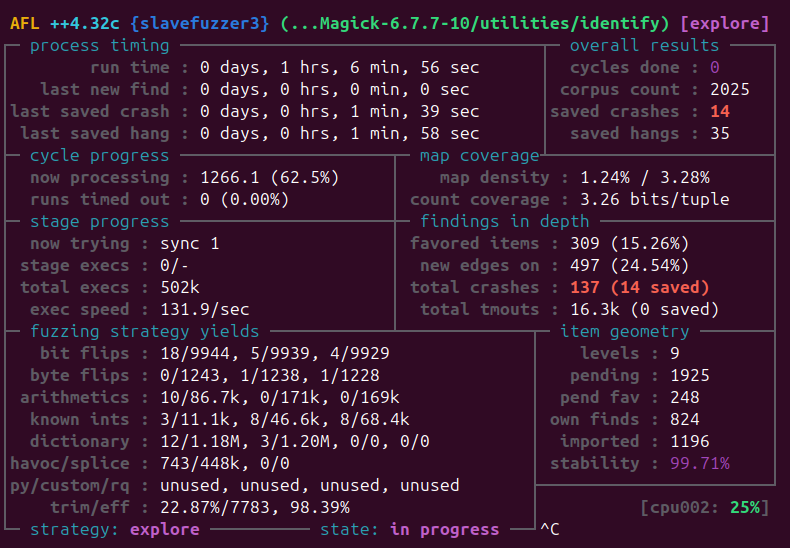 AFL ++4.32c {slavefuzzer3} (...Magick-6.7.7-10/utilities/identify) [explore]
process timing overall results
run time : 0 days, 1 hrs, 6 min, 56 sec cycles done : 0
last new find : 0 days, 0 hrs, 0 min, 0 sec corpus count : 2025
last saved crash : 0 days, 0 hrs, 1 min, 39 sec saved crashes : 14
last saved hang : 0 days, 0 hrs, 1 min, 58 sec saved hangs : 35
cycle progress map coverage
now processing : 1266.1 (62.5%) map density : 1.24% / 3.28%
runs timed out : 0 (0.00%) count coverage : 3.26 bits/tuple
stage progress findings in depth
now trying : sync 1 favored items : 309 (15.26%)
stage execs : 0/- new edges on : 497 (24.54%)
total execs : 502k total crashes : 137 (14 saved)
exec speed : 131.9/sec total tmouts : 16.3k (0 saved)
fuzzing strategy yields item geometry
bit flips : 18/9944, 5/9939, 4/9929 levels : 9
byte flips : 0/1243, 1/1238, 1/1228 pending : 1925
arithmetics : 10/86.7k, 0/171k, 0/169k pend fav : 248
known ints : 3/11.1k, 8/46.6k, 8/68.4k own finds : 824
dictionary : 12/1.18M, 3/1.20M, 0/0, 0/0 imported : 1196
havoc/splice : 743/448k, 0/0 stability : 99.71%
py/custom/rq : unused, unused, unused, unused
trim/eff : 22.87%/7783, 98.39% [cpu002: 25%]
strategy: explore state: in progress ^C